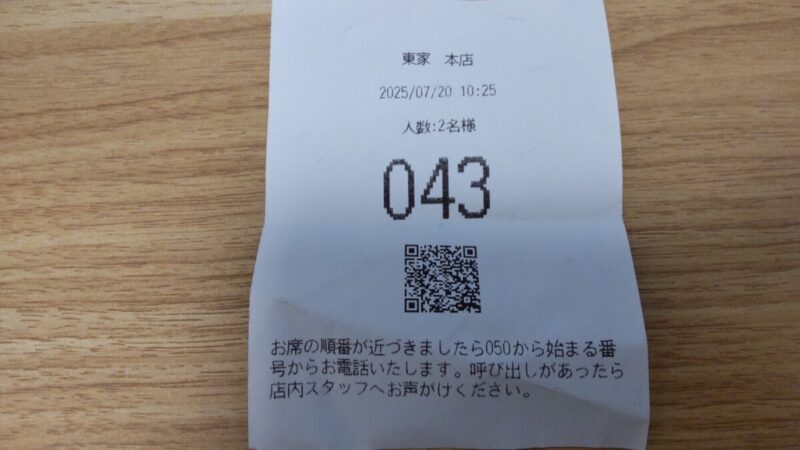 東家　本店
2025/07/20 10:25
人数:2名様
043
お席の順番が近づきましたら050から始まる番
号からお電話いたします。呼び出しがあったら
店内スタッフへお声がけください。